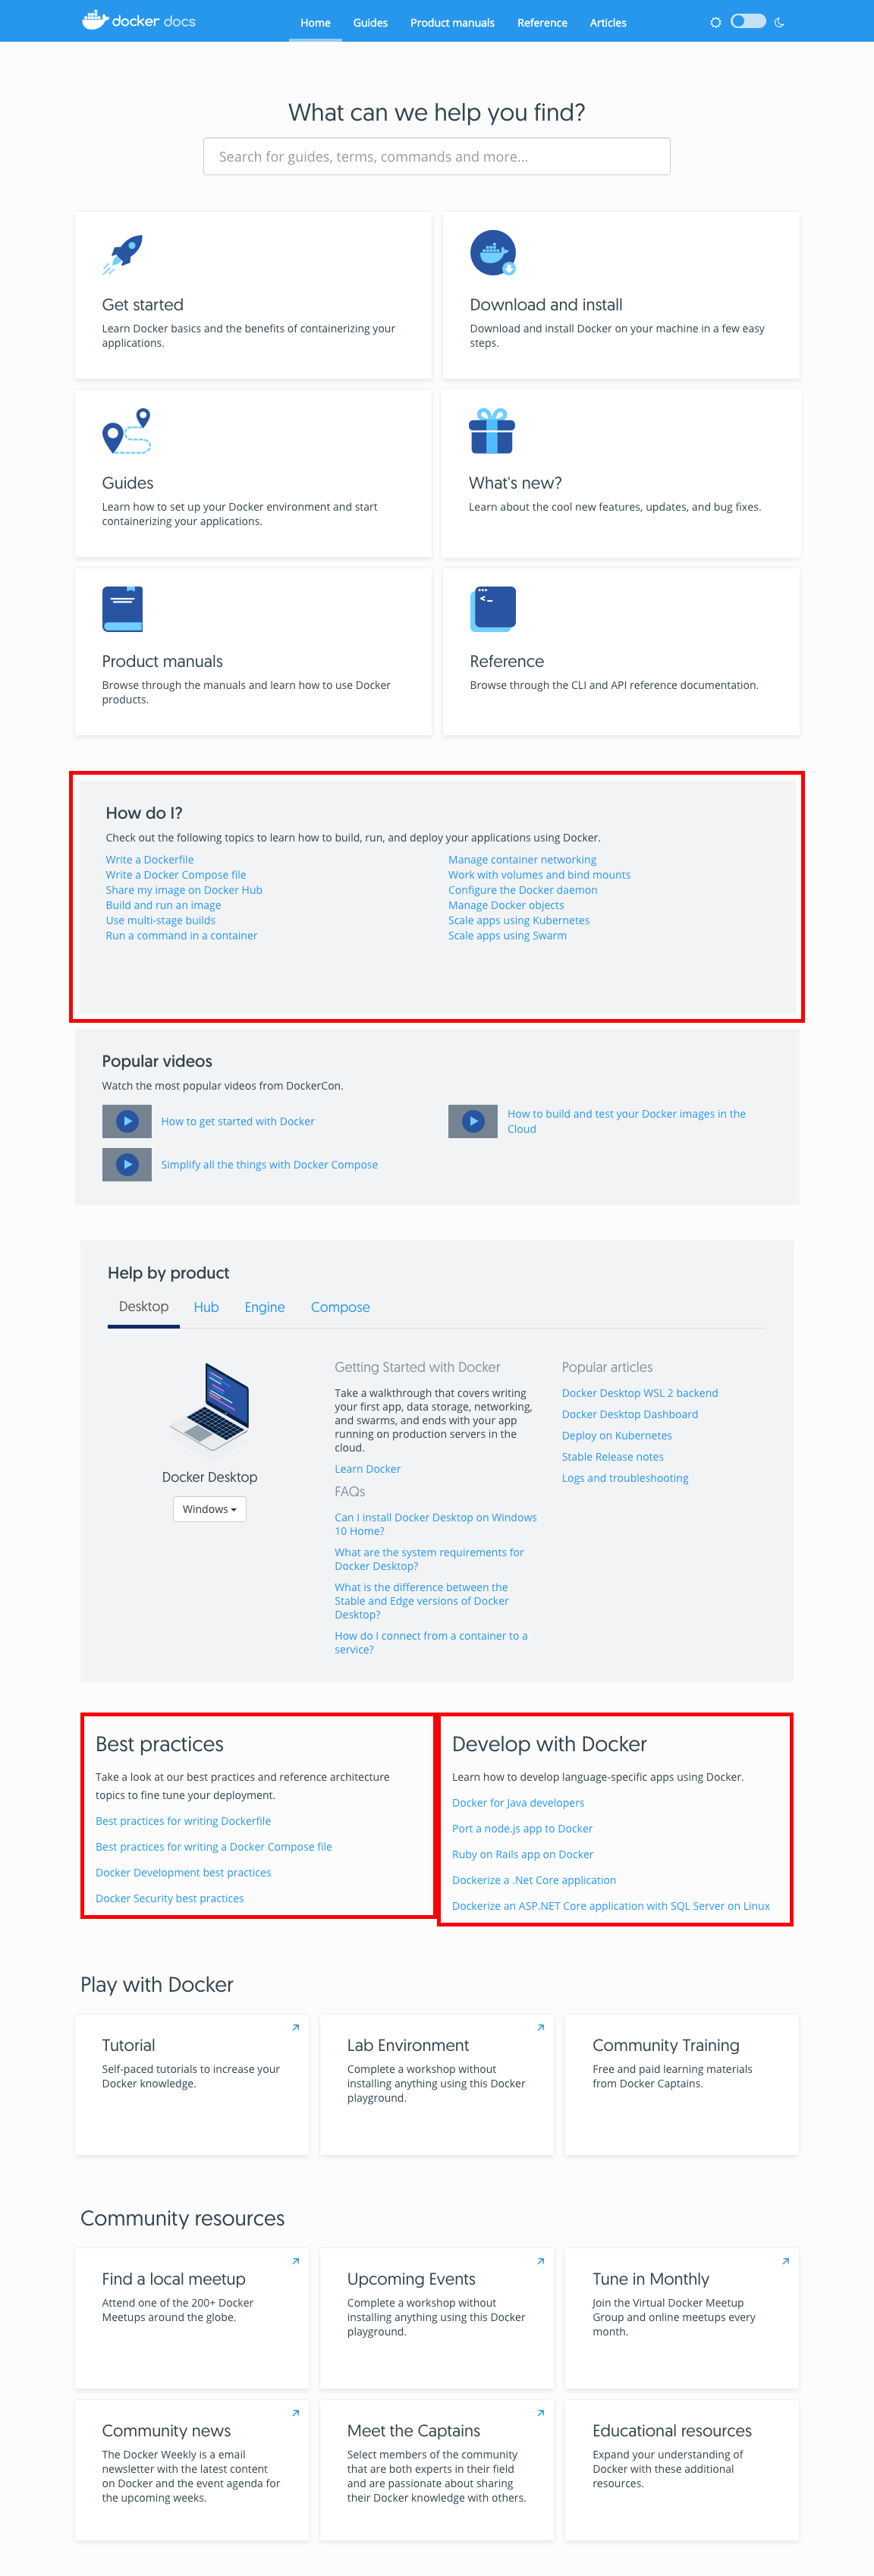 docker docs
Home Guides Product manuals Reference Articles
What can we help you find?
Search for guides, terms, commands and more...
Get started
Learn Docker basics and the benefits of containerizing your
applications.
Download and install
Download and install Docker on your machine in a few easy
steps.
Guides
Learn how to set up your Docker environment and start
containerizing your applications.
What's new?
Learn about the cool new features, updates, and bug fixes.
Product manuals
Browse through the manuals and learn how to use Docker
products.
Reference
Browse through the CLI and API reference documentation.
How do I?
Check out the following topics to learn how to build, run, and deploy your applications using Docker.
Write a Dockerfile
Write a Docker Compose file
Share my image on Docker Hub
Build and run an image
Use multi-stage builds
Run a command in a container
Manage container networking
Work with volumes and bind mounts
Configure the Docker daemon
Manage Docker objects
Scale apps using Kubernetes
Scale apps using Swarm
Popular videos
Watch the most popular videos from DockerCon.
How to get started with Docker
How to build and test your Docker images in the
Cloud
Simplify all the things with Docker Compose
Help by product
Desktop Hub Engine Compose
Docker Desktop
Windows
Getting Started with Docker
Take a walkthrough that covers writing
your first app, data storage, networking,
and swarms, and ends with your app
running on production servers in the
cloud.
Learn Docker
FAQs
Can I install Docker Desktop on Windows
10 Home?
What are the system requirements for
Docker Desktop?
What is the difference between the
Stable and Edge versions of Docker
Desktop?
How do I connect from a container to a
service?
Popular articles
Docker Desktop WSL 2 backend
Docker Desktop Dashboard
Deploy on Kubernetes
Stable Release notes
Logs and troubleshooting
Best practices
Take a look at our best practices and reference architecture
topics to fine tune your deployment.
Best practices for writing Dockerfile
Best practices for writing a Docker Compose file
Docker Development best practices
Docker Security best practices
Develop with Docker
Learn how to develop language-specific apps using Docker.
Docker for Java developers
Port a node.js app to Docker
Ruby on Rails app on Docker
Dockerize a .Net Core application
Dockerize an ASP.NET Core application with SQL Server on Linux
Play with Docker
Tutorial
Self-paced tutorials to increase your
Docker knowledge.
Lab Environment
Complete a workshop without
installing anything using this Docker
playground.
Community Training
Free and paid learning materials
from Docker Captains.
Community resources
Find a local meetup
Attend one of the 200+ Docker
Meetups around the globe.
Upcoming Events
Complete a workshop without
installing anything using this Docker
playground.
Tune in Monthly
Join the Virtual Docker Meetup
Group and online meetups every
month.
Community news
The Docker Weekly is a email
newsletter with the latest content
on Docker and the event agenda for
the upcoming weeks.
Meet the Captains
Select members of the community
that are both experts in their field
and are passionate about sharing
their Docker knowledge with others.
Educational resources
Expand your understanding of
Docker with these additional
resources.